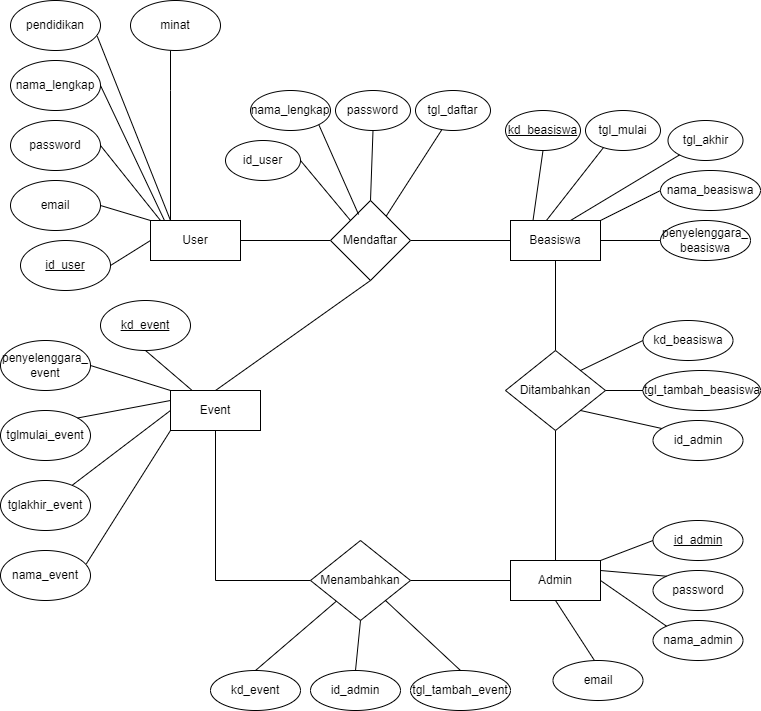 pendidikan
minat
nama_lengkap
password
email
id_user
User
nama_lengkap
password
tgl_daftar
id_user
Mendaftar
kd_beasiswa
tgl_mulai
tgl_akhir
nama_beasiswa
penyelenggara_
beasiswa
Beasiswa
kd_event
penyelenggara_
event
Event
tglmulai_event
tglakhir_event
nama_event
kd_beasiswa
Ditambahkan
tgl_tambah_beasiswa
id_admin
Menambahkan
Admin
id_admin
password
nama_admin
email
kd_event
id_admin
tgl_tambah_event